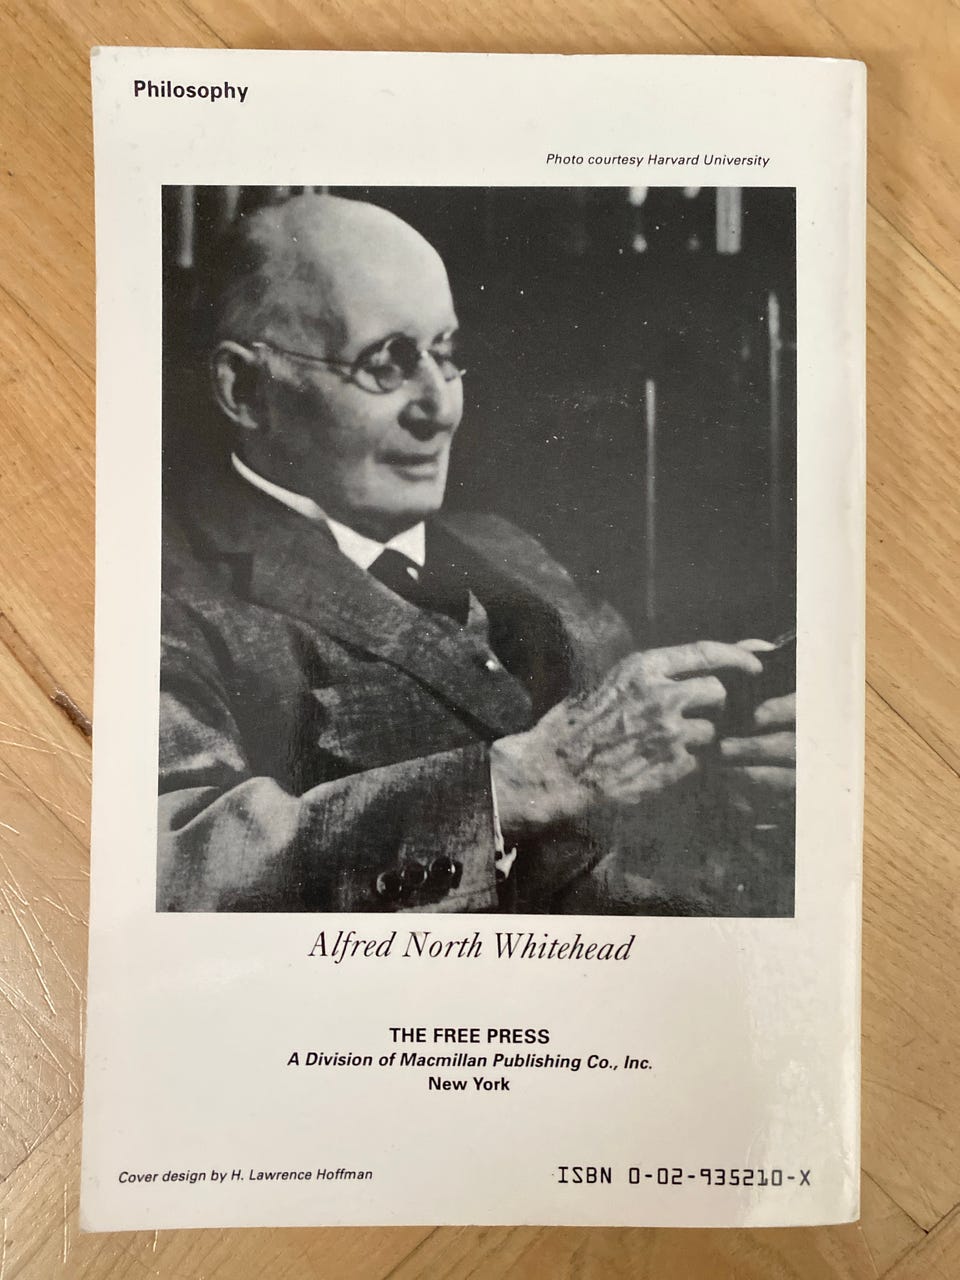 Philosophy
Photo courtesy Harvard University
Alfred North Whitehead
THE FREE PRESS
A Division of Macmillan Publishing Co., Inc.
New York
Cover design by H. Lawrence Hoffman
ISBN 0-02-935210-X